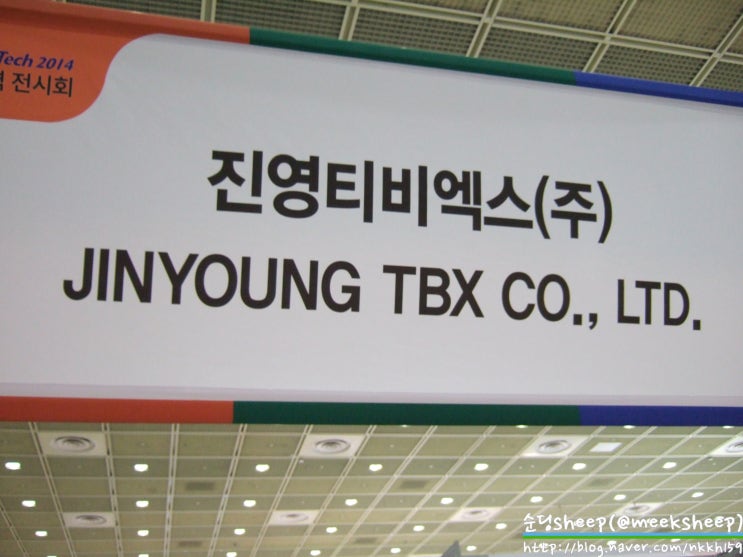 Tech 2014
전시회
진영티비엑스(주)
JINYOUNG TBX CO., LTD.
순딩sheep(@meeksheep)
http://blog.naver.com/nkkh159